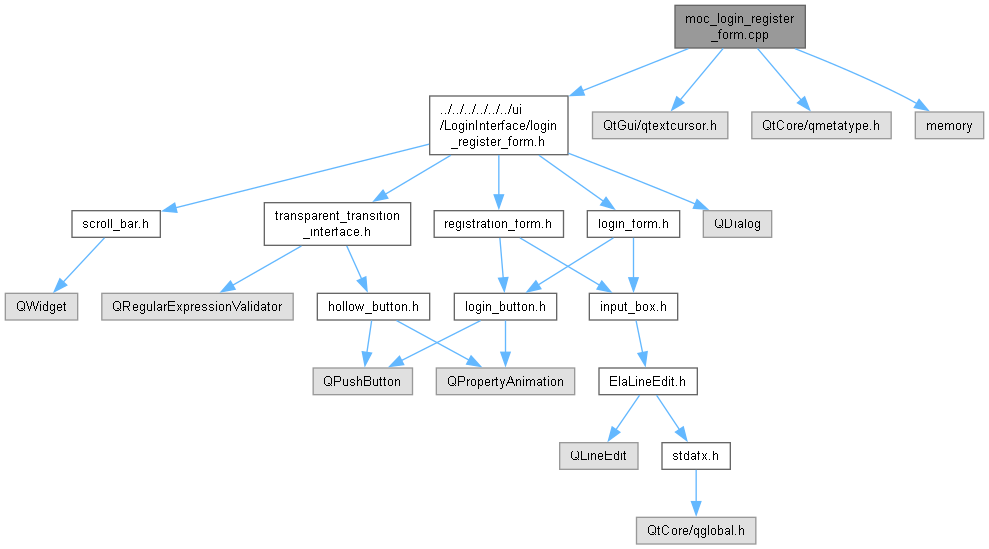 moc_login_register
_form.cpp
../../../../../../ui
/LoginInterface/login
_register_form.h
QtGui/qtextcursor.h
QtCore/qmetatype.h
memory
scroll_bar.h
transparent_transition
_interface.h
registration_form.h
login_form.h
QDialog
QWidget
QRegularExpressionValidator
hollow_button.h
login_button.h
input_box.h
QPushButton
QPropertyAnimation
ElaLineEdit.h
QLineEdit
stdafx.h
QtCore/qglobal.h